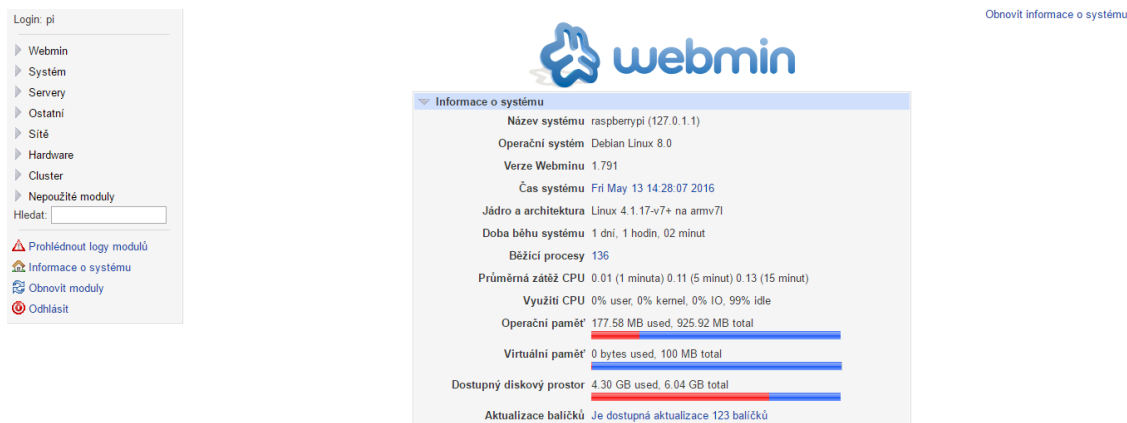 Login: pi
Webmin
Systém
Servery
Ostatní
Sítě
Hardware
Cluster
Nepoužité moduly
Hledat:
Prohlédnout logy modulů
Informace o systému
Obnovit moduly
Odhlásit
Obnovit informace o systému
webmin
Informace o systému
Název systému raspberrypi (127.0.1.1)
Operační systém Debian Linux 8.0
Verze Webminu 1.791
Čas systému Fri May 13 14:28:07 2016
Jádro a architektura Linux 4.1.17-v7+ na armv7l
Doba běhu systému 1 dní, 1 hodin, 02 minut
Běžící procesy 136
Průměrná zátěž CPU 0.01 (1 minuta) 0.11 (5 minut) 0.13 (15 minut)
Využití CPU 0% user, 0% kernel, 0% IO, 99% idle
Operační paměť 177.58 MB used, 925.92 MB total
Virtuální paměť 0 bytes used, 100 MB total
Dostupný diskový prostor 4.30 GB used, 6.04 GB total
Aktualizace balíčků Je dostupná aktualizace 123 balíčků